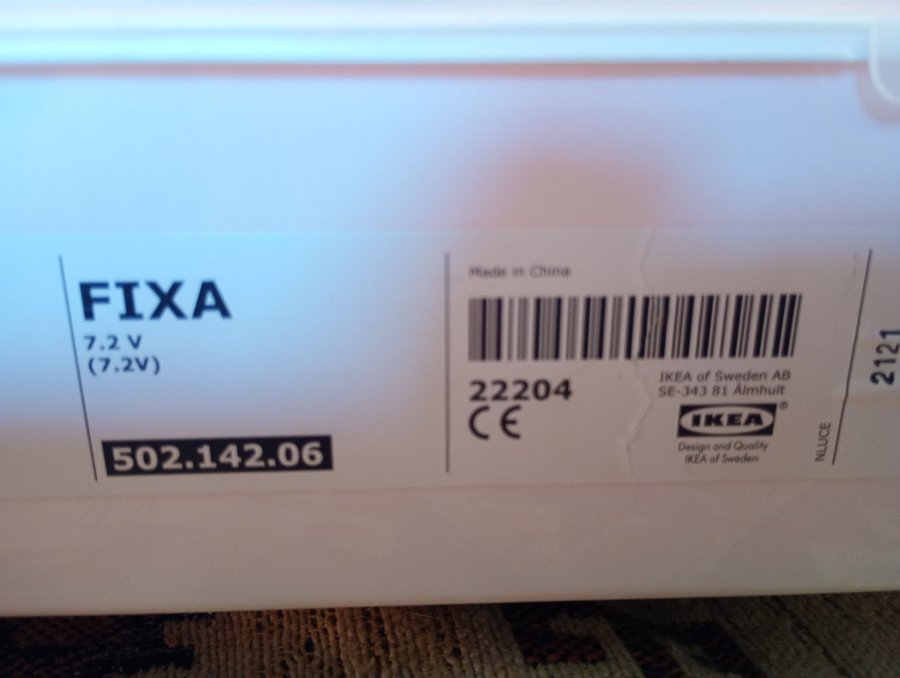 FIXA
7.2 V
(7.2V)
502.142.06
Made in China
22204
CE
IKEA of Sweden AB
SE-343 81 Älmhult
IKEA®
Design and Quality
IKEA of Sweden
NLUCE
2121